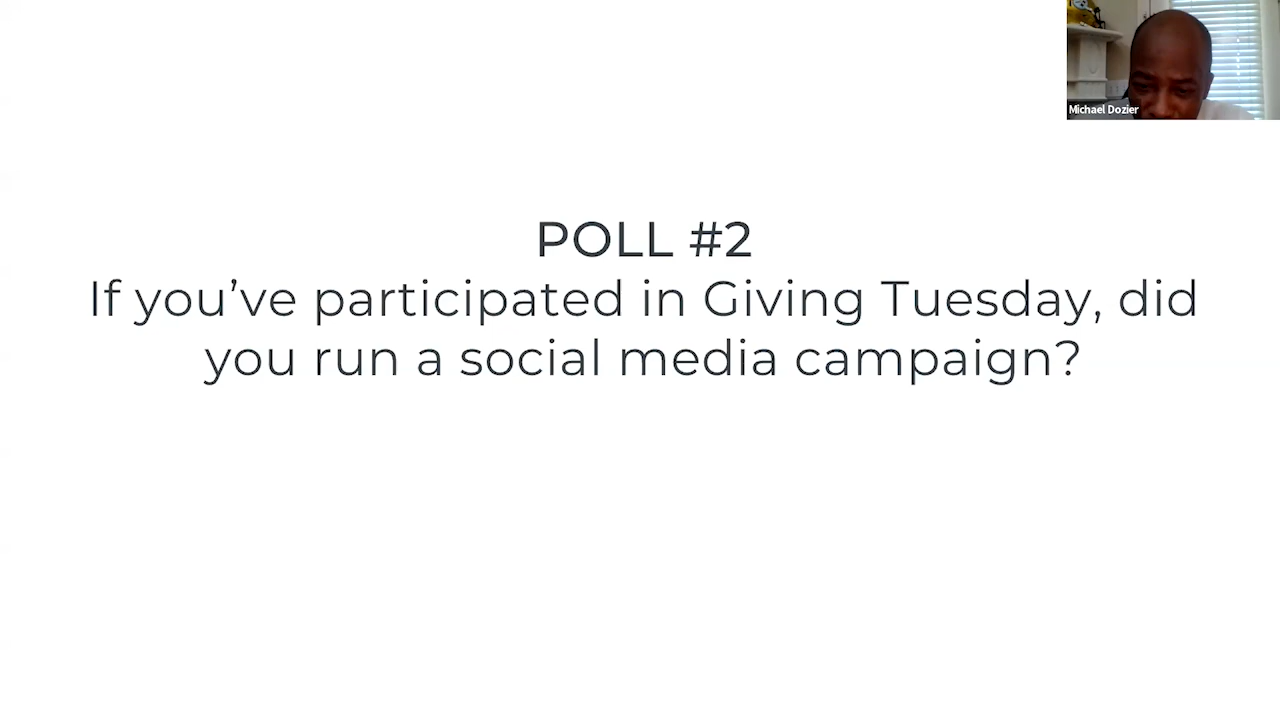 Michael Dozier
POLL #2
If you’ve participated in Giving Tuesday, did
you run a social media campaign?